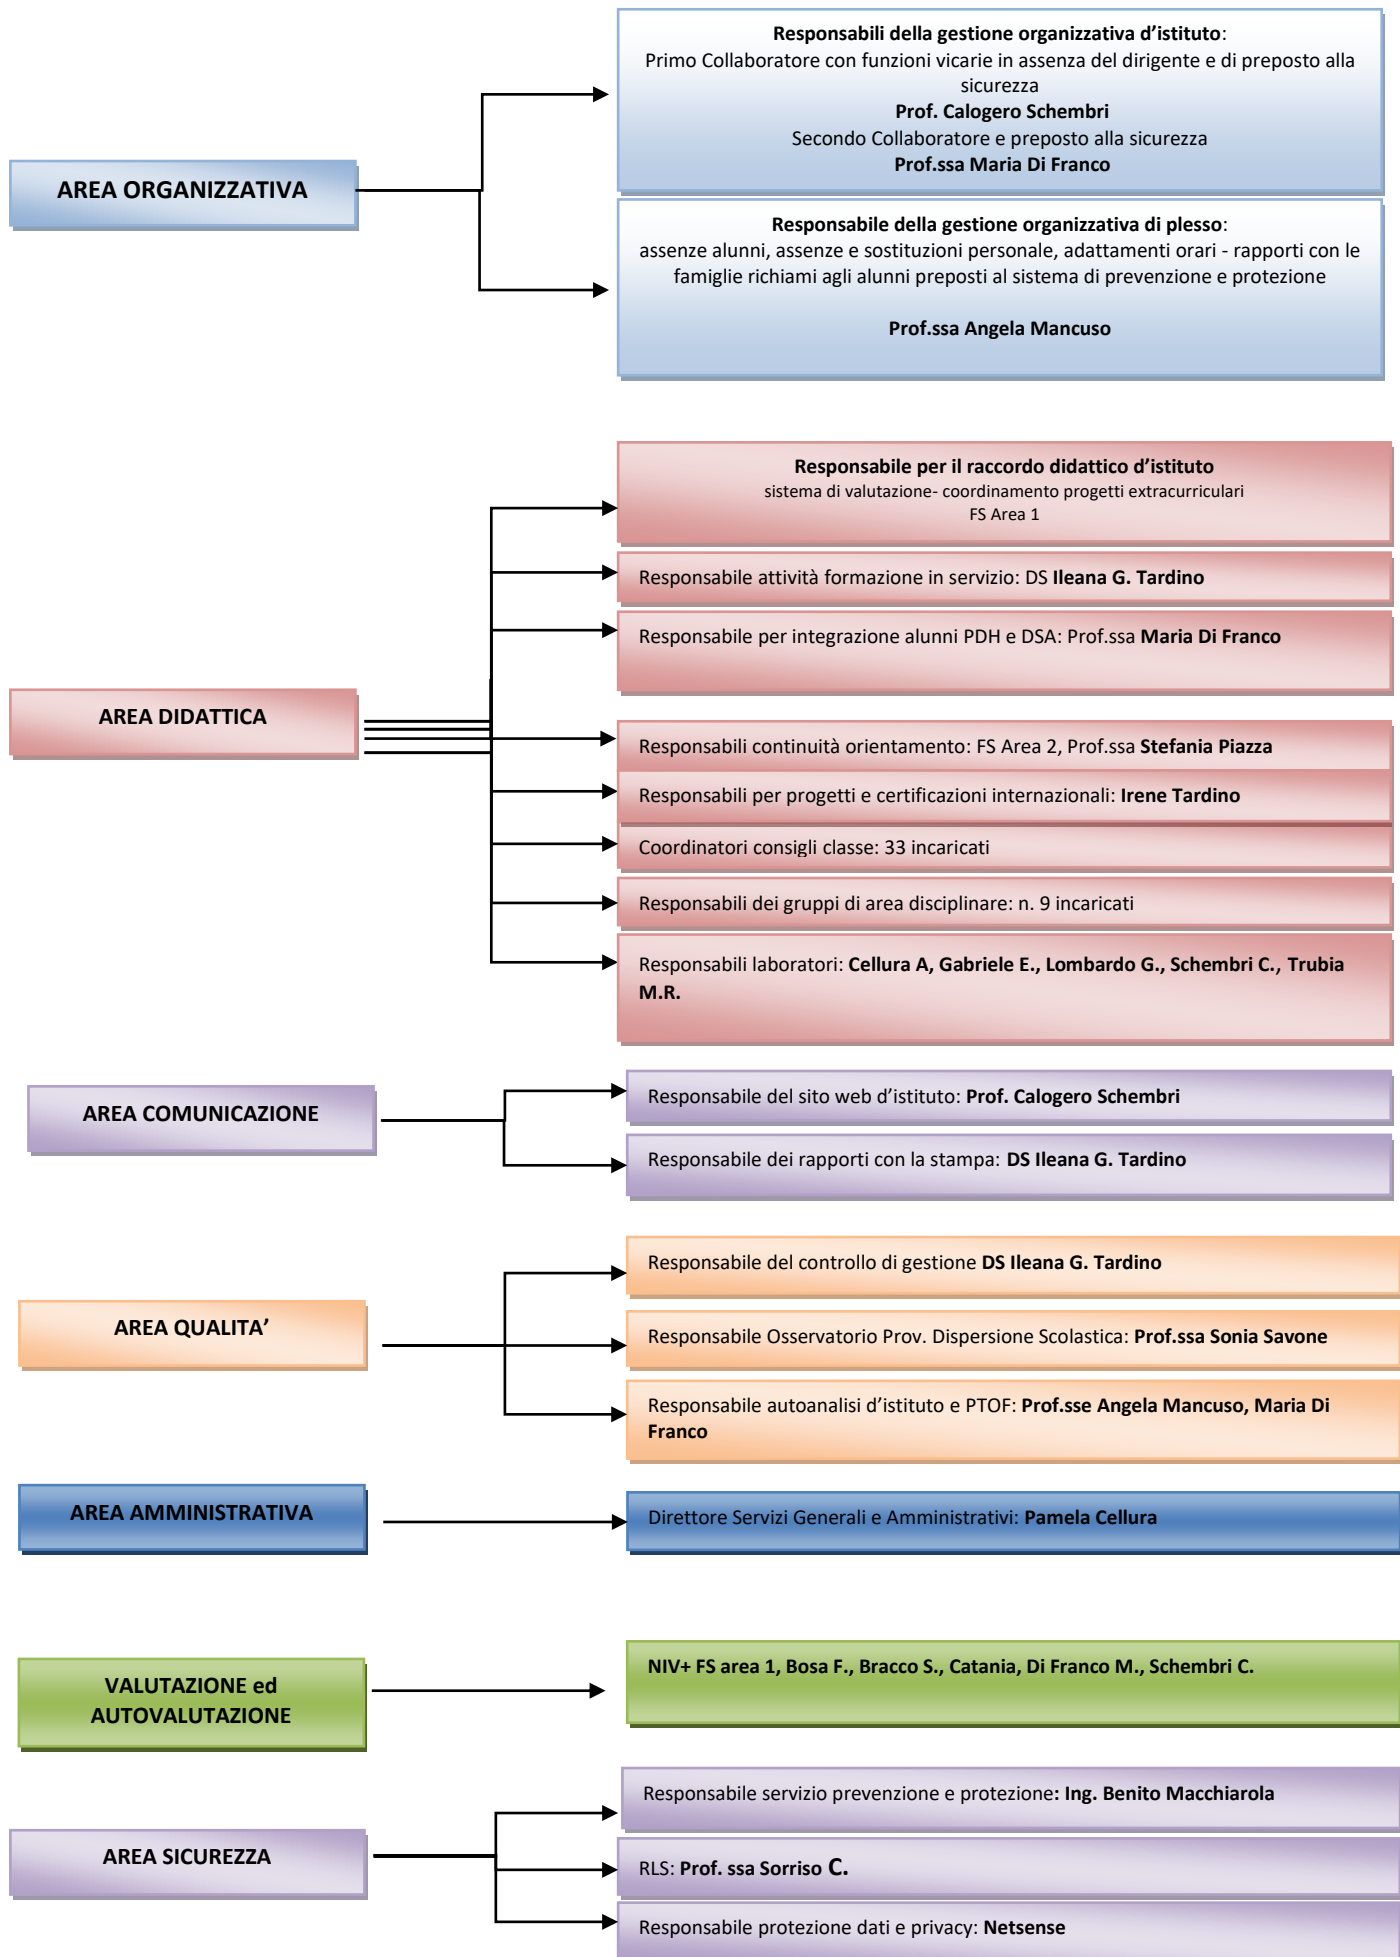 AREA ORGANIZZATIVA
Responsabili della gestione organizzativa d’istituto:
Primo Collaboratore con funzioni vicarie in assenza del dirigente e di preposto alla
sicurezza
Prof. Calogero Schembri
Secondo Collaboratore e preposto alla sicurezza
Prof.ssa Maria Di Franco
Responsabile della gestione organizzativa di plesso:
assenze alunni, assenze e sostituzioni personale, adattamenti orari - rapporti con le
famiglie richiami agli alunni preposti al sistema di prevenzione e protezione
Prof.ssa Angela Mancuso
AREA DIDATTICA
Responsabile per il raccordo didattico d’istituto
sistema di valutazione- coordinamento progetti extracurriculari
FS Area 1
Responsabile attività formazione in servizio: DS Ileana G. Tardino
Responsabile per integrazione alunni PDH e DSA: Prof.ssa Maria Di Franco
Responsabili continuità orientamento: FS Area 2, Prof.ssa Stefania Piazza
Responsabili per progetti e certificazioni internazionali: Irene Tardino
Coordinatori consigli classe: 33 incaricati
Responsabili dei gruppi di area disciplinare: n. 9 incaricati
Responsabili laboratori: Cellura A, Gabriele E., Lombardo G., Schembri C., Trubia
M.R.
AREA COMUNICAZIONE
Responsabile del sito web d’istituto: Prof. Calogero Schembri
Responsabile dei rapporti con la stampa: DS Ileana G. Tardino
AREA QUALITA’
Responsabile del controllo di gestione DS Ileana G. Tardino
Responsabile Osservatorio Prov. Dispersione Scolastica: Prof.ssa Sonia Savone
Responsabile autoanalisi d’istituto e PTOF: Prof.sse Angela Mancuso, Maria Di
Franco
AREA AMMINISTRATIVA
Direttore Servizi Generali e Amministrativi: Pamela Cellura
VALUTAZIONE ed
AUTOVALUTAZIONE
NIV+ FS area 1, Bosa F., Bracco S., Catania, Di Franco M., Schembri C.
AREA SICUREZZA
Responsabile servizio prevenzione e protezione: Ing. Benito Macchiarola
RLS: Prof. ssa Sorriso C.
Responsabile protezione dati e privacy: Netsense